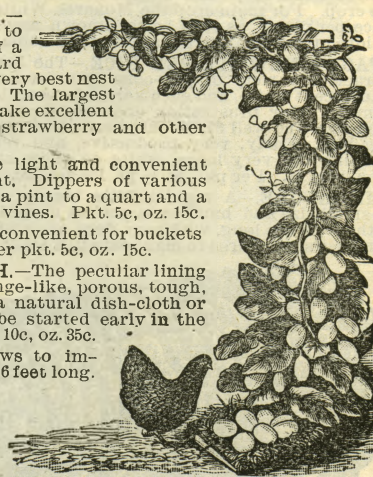 .—
to
f a
ard
very best nest
The largest
ake excellent
strawberry and other
e light and convenient
nt. Dippers of various
a pint to a quart and a
vines. Pkt. 5c, oz. 15c.
convenient for buckets
er pkt. 5c, oz. 15c.
H.—The peculiar lining
nge-like, porous, tough,
a natural dish-cloth or
be started early in the
10c, oz. 35c.
ws to im-
6 feet long.